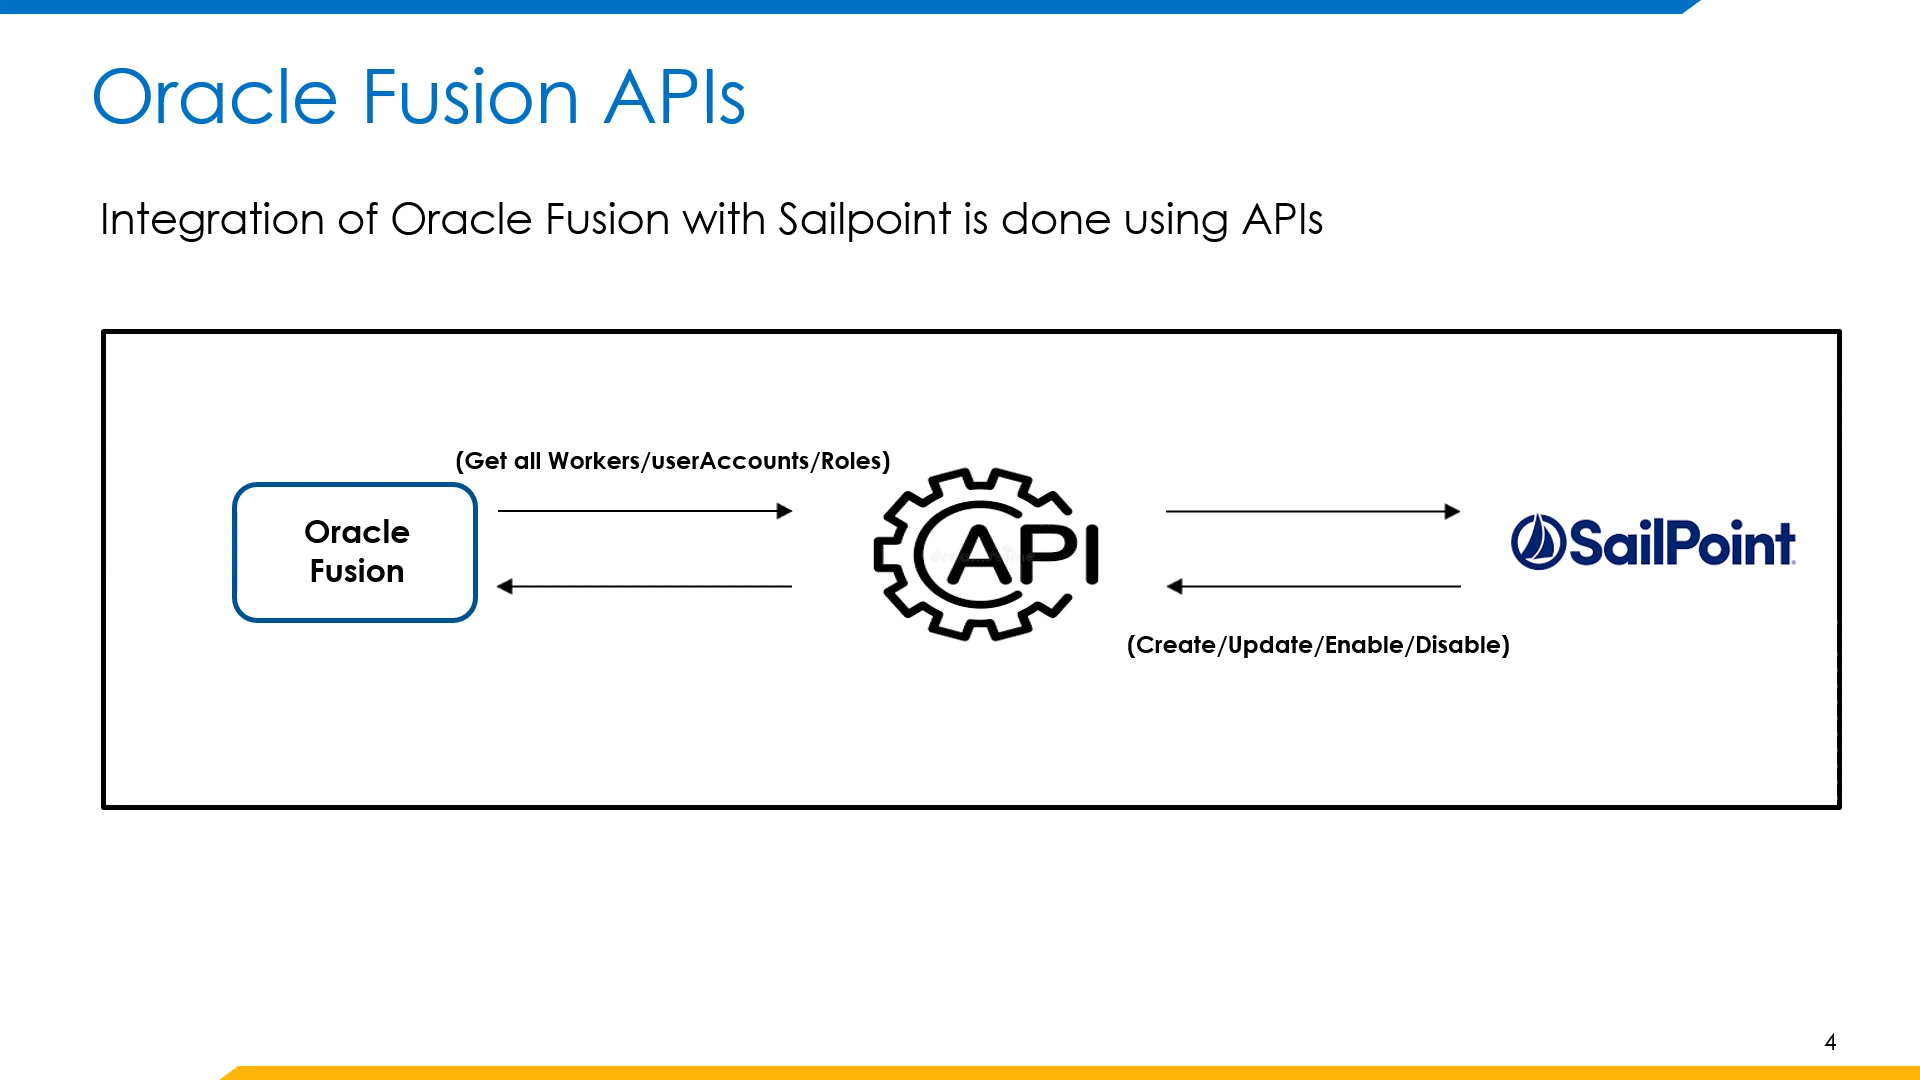 Oracle Fusion APIs
Integration of Oracle Fusion with Sailpoint is done using APIs
(Get all Workers/userAccounts/Roles)
Oracle
Fusion
API
SailPoint
(Create/Update/Enable/Disable)
4